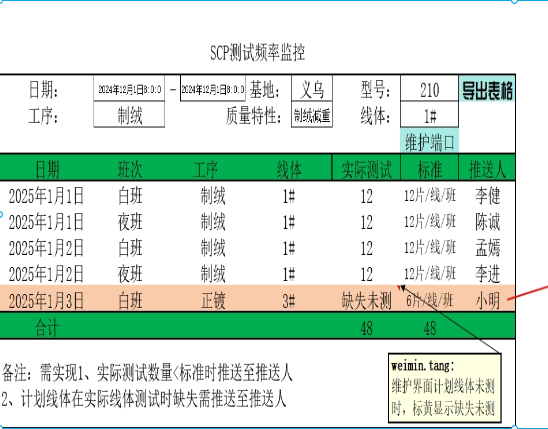 SCP测试频率监控
日期： 2024年12月1日8:0:0 - 2024年12月1日8:0:0 基地： 义乌 型号： 210 导出表格
工序： 制绒 质量特性： 制绒减重 线体： 1#
维护端口
日期 班次 工序 线体 实际测试 标准 推送人
2025年1月1日 白班 制绒 1# 12 12片/线/班 李健
2025年1月1日 夜班 制绒 1# 12 12片/线/班 陈诚
2025年1月2日 白班 制绒 1# 12 12片/线/班 孟嫣
2025年1月2日 夜班 制绒 1# 12 12片/线/班 李进
2025年1月3日 白班 正镀 3# 缺失未测 6片/线/班 小明
合计 48 48
备注：需实现1、实际测试数量<标准时推送至推送人
2、计划线体在实际线体测试时缺失需推送至推送人
weimin.tang:
维护界面计划线体未测
时，标黄显示缺失未测